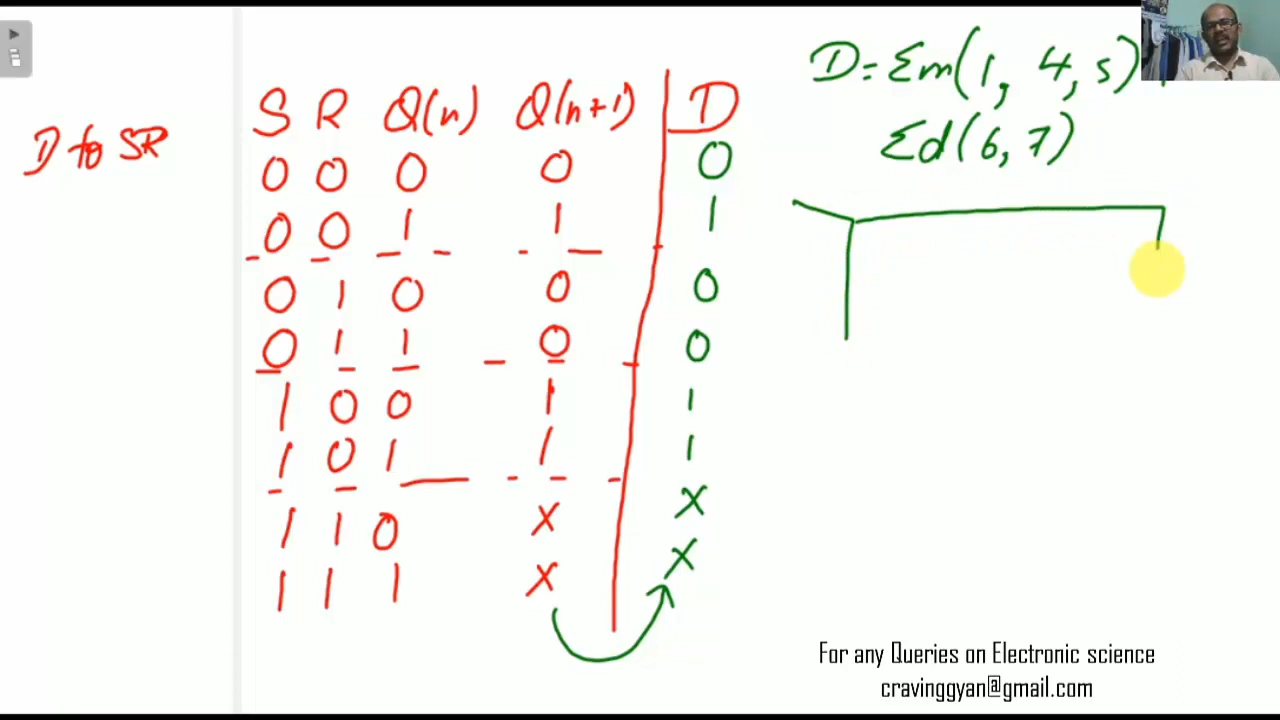 D to SR
S R Q(n) Q(n+1) D
0 0 0 0 0
0 0 1 1 1
0 1 0 0 0
0 1 1 0 0
1 0 0 1 1
1 0 1 1 1
1 1 0 X X
1 1 1 X X
D = Σm(1, 4, 5) +
Σd(6, 7)
For any Queries on Electronic science
cravinggyan@gmail.com